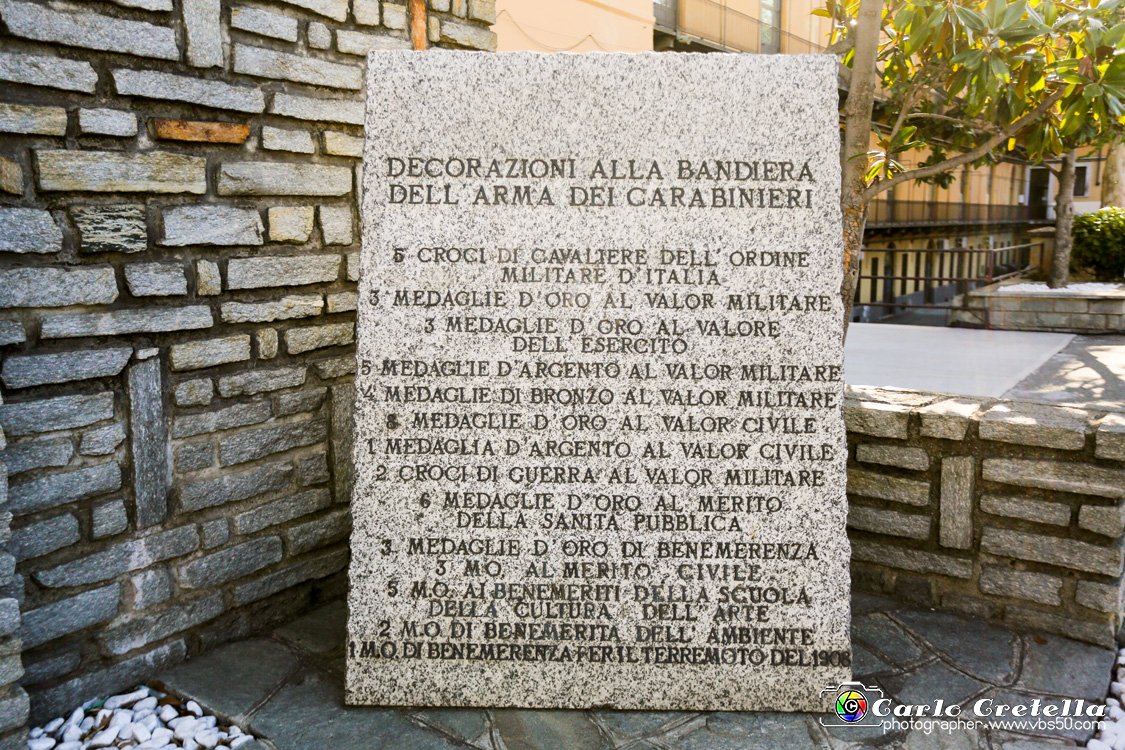 DECORAZIONI ALLA BANDIERA
DELL'ARMA DEI CARABINIERI
5 CROCI DI CAVALIERE DELL'ORDINE
MILITARE D'ITALIA
3 MEDAGLIE D'ORO AL VALOR MILITARE
3 MEDAGLIE D'ORO AL VALORE
DELL'ESERCITO
5 MEDAGLIE D'ARGENTO AL VALOR MILITARE
4 MEDAGLIE DI BRONZO AL VALOR MILITARE
8 MEDAGLIE D'ORO AL VALOR CIVILE
1 MEDAGLIA D'ARGENTO AL VALOR CIVILE
2 CROCI DI GUERRA AL VALOR MILITARE
6 MEDAGLIE D'ORO AL MERITO
DELLA SANITÀ PUBBLICA
3 MEDAGLIE D'ORO DI BENEMERENZA
3 M.O. AL MERITO CIVILE
5 M.O. AI BENEMERITI DELLA SCUOLA
DELLA CULTURA DELL'ARTE
2 M.O. DI BENEMERITA DELL'AMBIENTE
1 M.O. DI BENEMERENZA PER IL TERREMOTO DEL 1908
Carlo Cretella
photographer www.vbs50.com